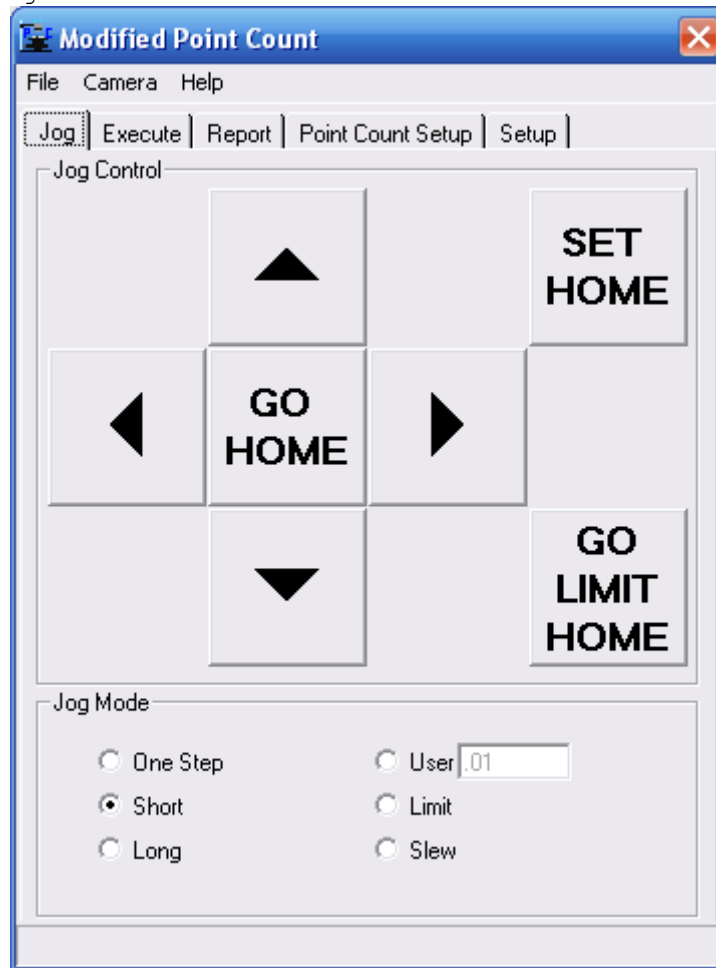 Modified Point Count
File Camera Help
Jog Execute Report Point Count Setup Setup
Jog Control
SET
HOME
GO
HOME
GO
LIMIT
HOME
Jog Mode
One Step
User .01
Short
Limit
Long
Slew